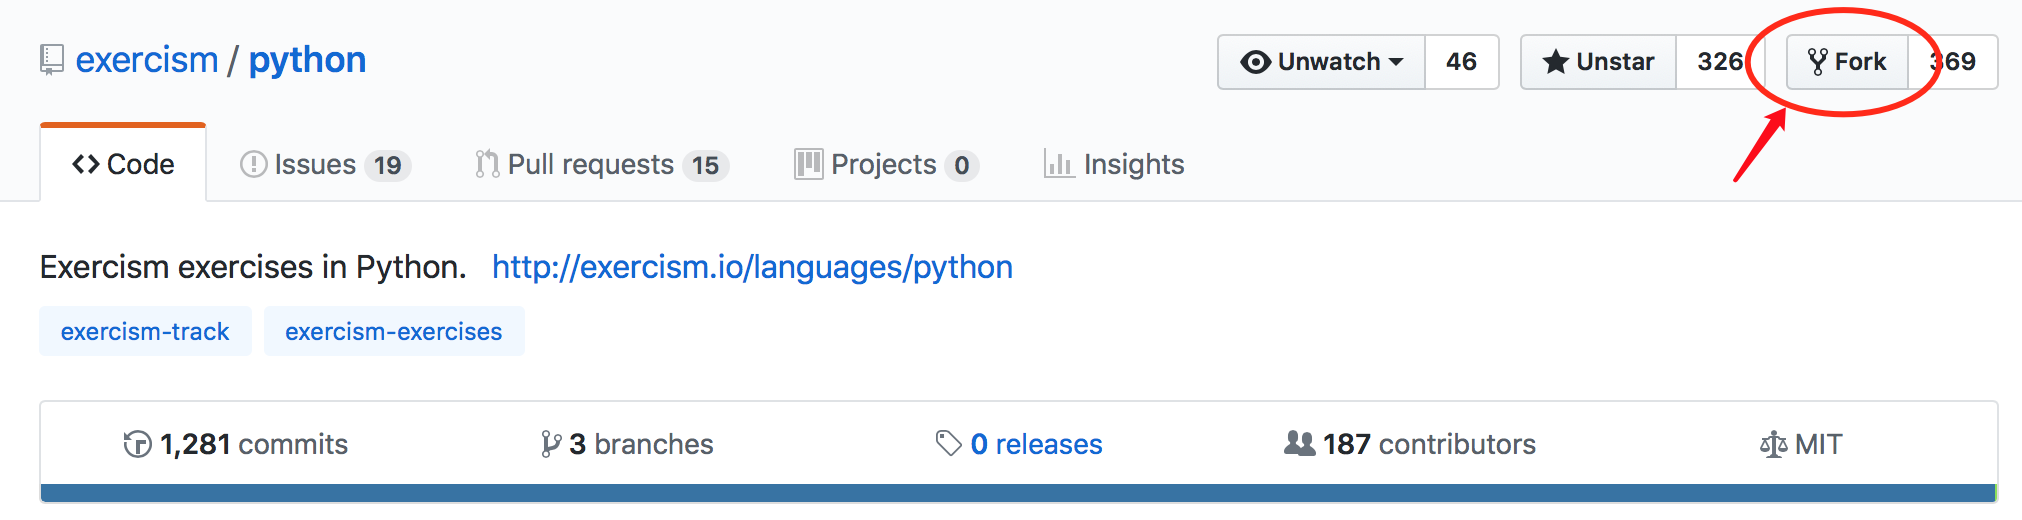 exercism / python
Unwatch 46 Unstar 326 Fork 369
Code Issues 19 Pull requests 15 Projects 0 Insights
Exercism exercises in Python. http://exercism.io/languages/python
exercism-track exercism-exercises
1,281 commits 3 branches 0 releases 187 contributors MIT